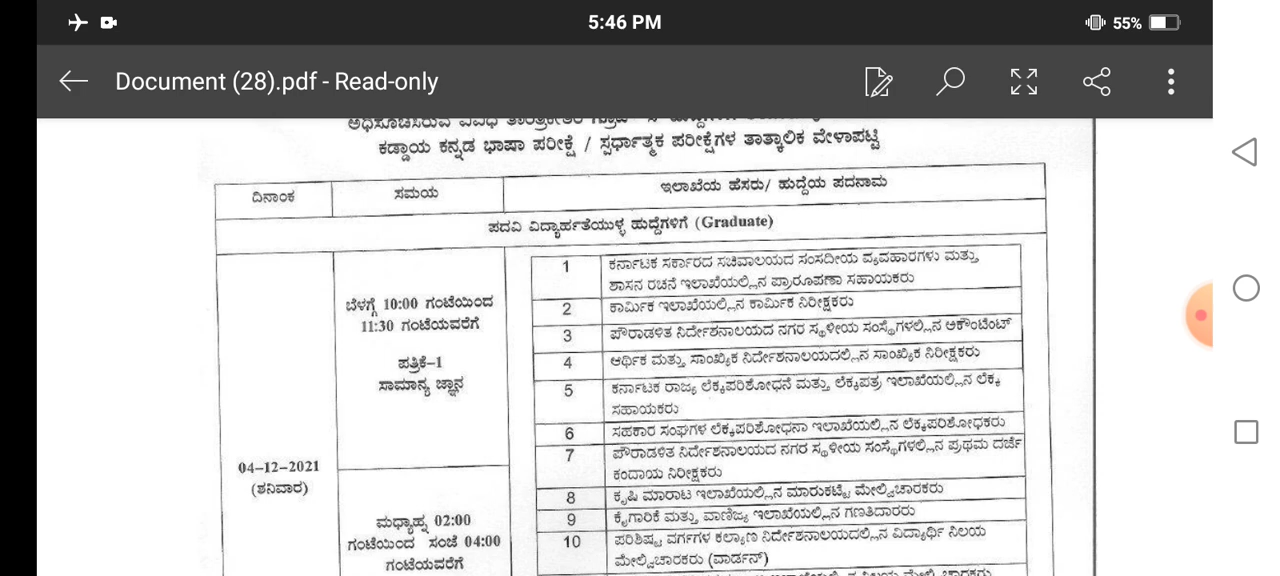 5:46 PM
55%
Document (28).pdf - Read-only
ಕಡ್ಡಾಯ ಕನ್ನಡ ಭಾಷಾ ಪರೀಕ್ಷೆ / ಸ್ಪರ್ಧಾತ್ಮಕ ಪರೀಕ್ಷೆಗಳ ತಾತ್ಕಾಲಿಕ ವೇಳಾಪಟ್ಟಿ
ದಿನಾಂಕ
ಸಮಯ
ಇಲಾಖೆಯ ಹೆಸರು/ ಹುದ್ದೆಯ ಪದನಾಮ
ಪದವಿ ವಿದ್ಯಾರ್ಹತೆಯುಳ್ಳ ಹುದ್ದೆಗಳಿಗೆ (Graduate)
04-12-2021
(ಶನಿವಾರ)
ಬೆಳಗ್ಗೆ 10:00 ಗಂಟೆಯಿಂದ
11:30 ಗಂಟೆಯವರೆಗೆ
ಪತ್ರಿಕೆ-1
ಸಾಮಾನ್ಯ ಜ್ಞಾನ
ಮಧ್ಯಾಹ್ನ 02:00
ಗಂಟೆಯಿಂದ ಸಂಜೆ 04:00
ಗಂಟೆಯವರೆಗೆ
1 ಕರ್ನಾಟಕ ಸರ್ಕಾರದ ಸಚಿವಾಲಯದ ಸಂಸದೀಯ ವ್ಯವಹಾರಗಳು ಮತ್ತು
ಶಾಸನ ರಚನೆ ಇಲಾಖೆಯಲ್ಲಿನ ಪ್ರಾರೂಪಣಾ ಸಹಾಯಕರು
2 ಕಾರ್ಮಿಕ ಇಲಾಖೆಯಲ್ಲಿನ ಕಾರ್ಮಿಕ ನಿರೀಕ್ಷಕರು
3 ಪೌರಾಡಳಿತ ನಿರ್ದೇಶನಾಲಯದ ನಗರ ಸ್ಥಳೀಯ ಸಂಸ್ಥೆಗಳಲ್ಲಿನ ಅಕೌಂಟೆಂಟ್
4 ಆರ್ಥಿಕ ಮತ್ತು ಸಾಂಖ್ಯಿಕ ನಿರ್ದೇಶನಾಲಯದಲ್ಲಿನ ಸಾಂಖ್ಯಿಕ ನಿರೀಕ್ಷಕರು
5 ಕರ್ನಾಟಕ ರಾಜ್ಯ ಲೆಕ್ಕಪರಿಶೋಧನೆ ಮತ್ತು ಲೆಕ್ಕಪತ್ರ ಇಲಾಖೆಯಲ್ಲಿನ ಲೆಕ್ಕ
ಸಹಾಯಕರು
6 ಸಹಕಾರ ಸಂಘಗಳ ಲೆಕ್ಕಪರಿಶೋಧನಾ ಇಲಾಖೆಯಲ್ಲಿನ ಲೆಕ್ಕಪರಿಶೋಧಕರು
7 ಪೌರಾಡಳಿತ ನಿರ್ದೇಶನಾಲಯದ ನಗರ ಸ್ಥಳೀಯ ಸಂಸ್ಥೆಗಳಲ್ಲಿನ ಪ್ರಥಮ ದರ್ಜೆ
ಕಂದಾಯ ನಿರೀಕ್ಷಕರು
8 ಕೃಷಿ ಮಾರಾಟ ಇಲಾಖೆಯಲ್ಲಿನ ಮಾರುಕಟ್ಟೆ ಮೇಲ್ವಿಚಾರಕರು
9 ಕೈಗಾರಿಕೆ ಮತ್ತು ವಾಣಿಜ್ಯ ಇಲಾಖೆಯಲ್ಲಿನ ಗಣತಿದಾರರು
10 ಪರಿಶಿಷ್ಟ ವರ್ಗಗಳ ಕಲ್ಯಾಣ ನಿರ್ದೇಶನಾಲಯದಲ್ಲಿನ ವಿದ್ಯಾರ್ಥಿ ನಿಲಯ
ಮೇಲ್ವಿಚಾರಕರು (ವಾರ್ಡನ್)